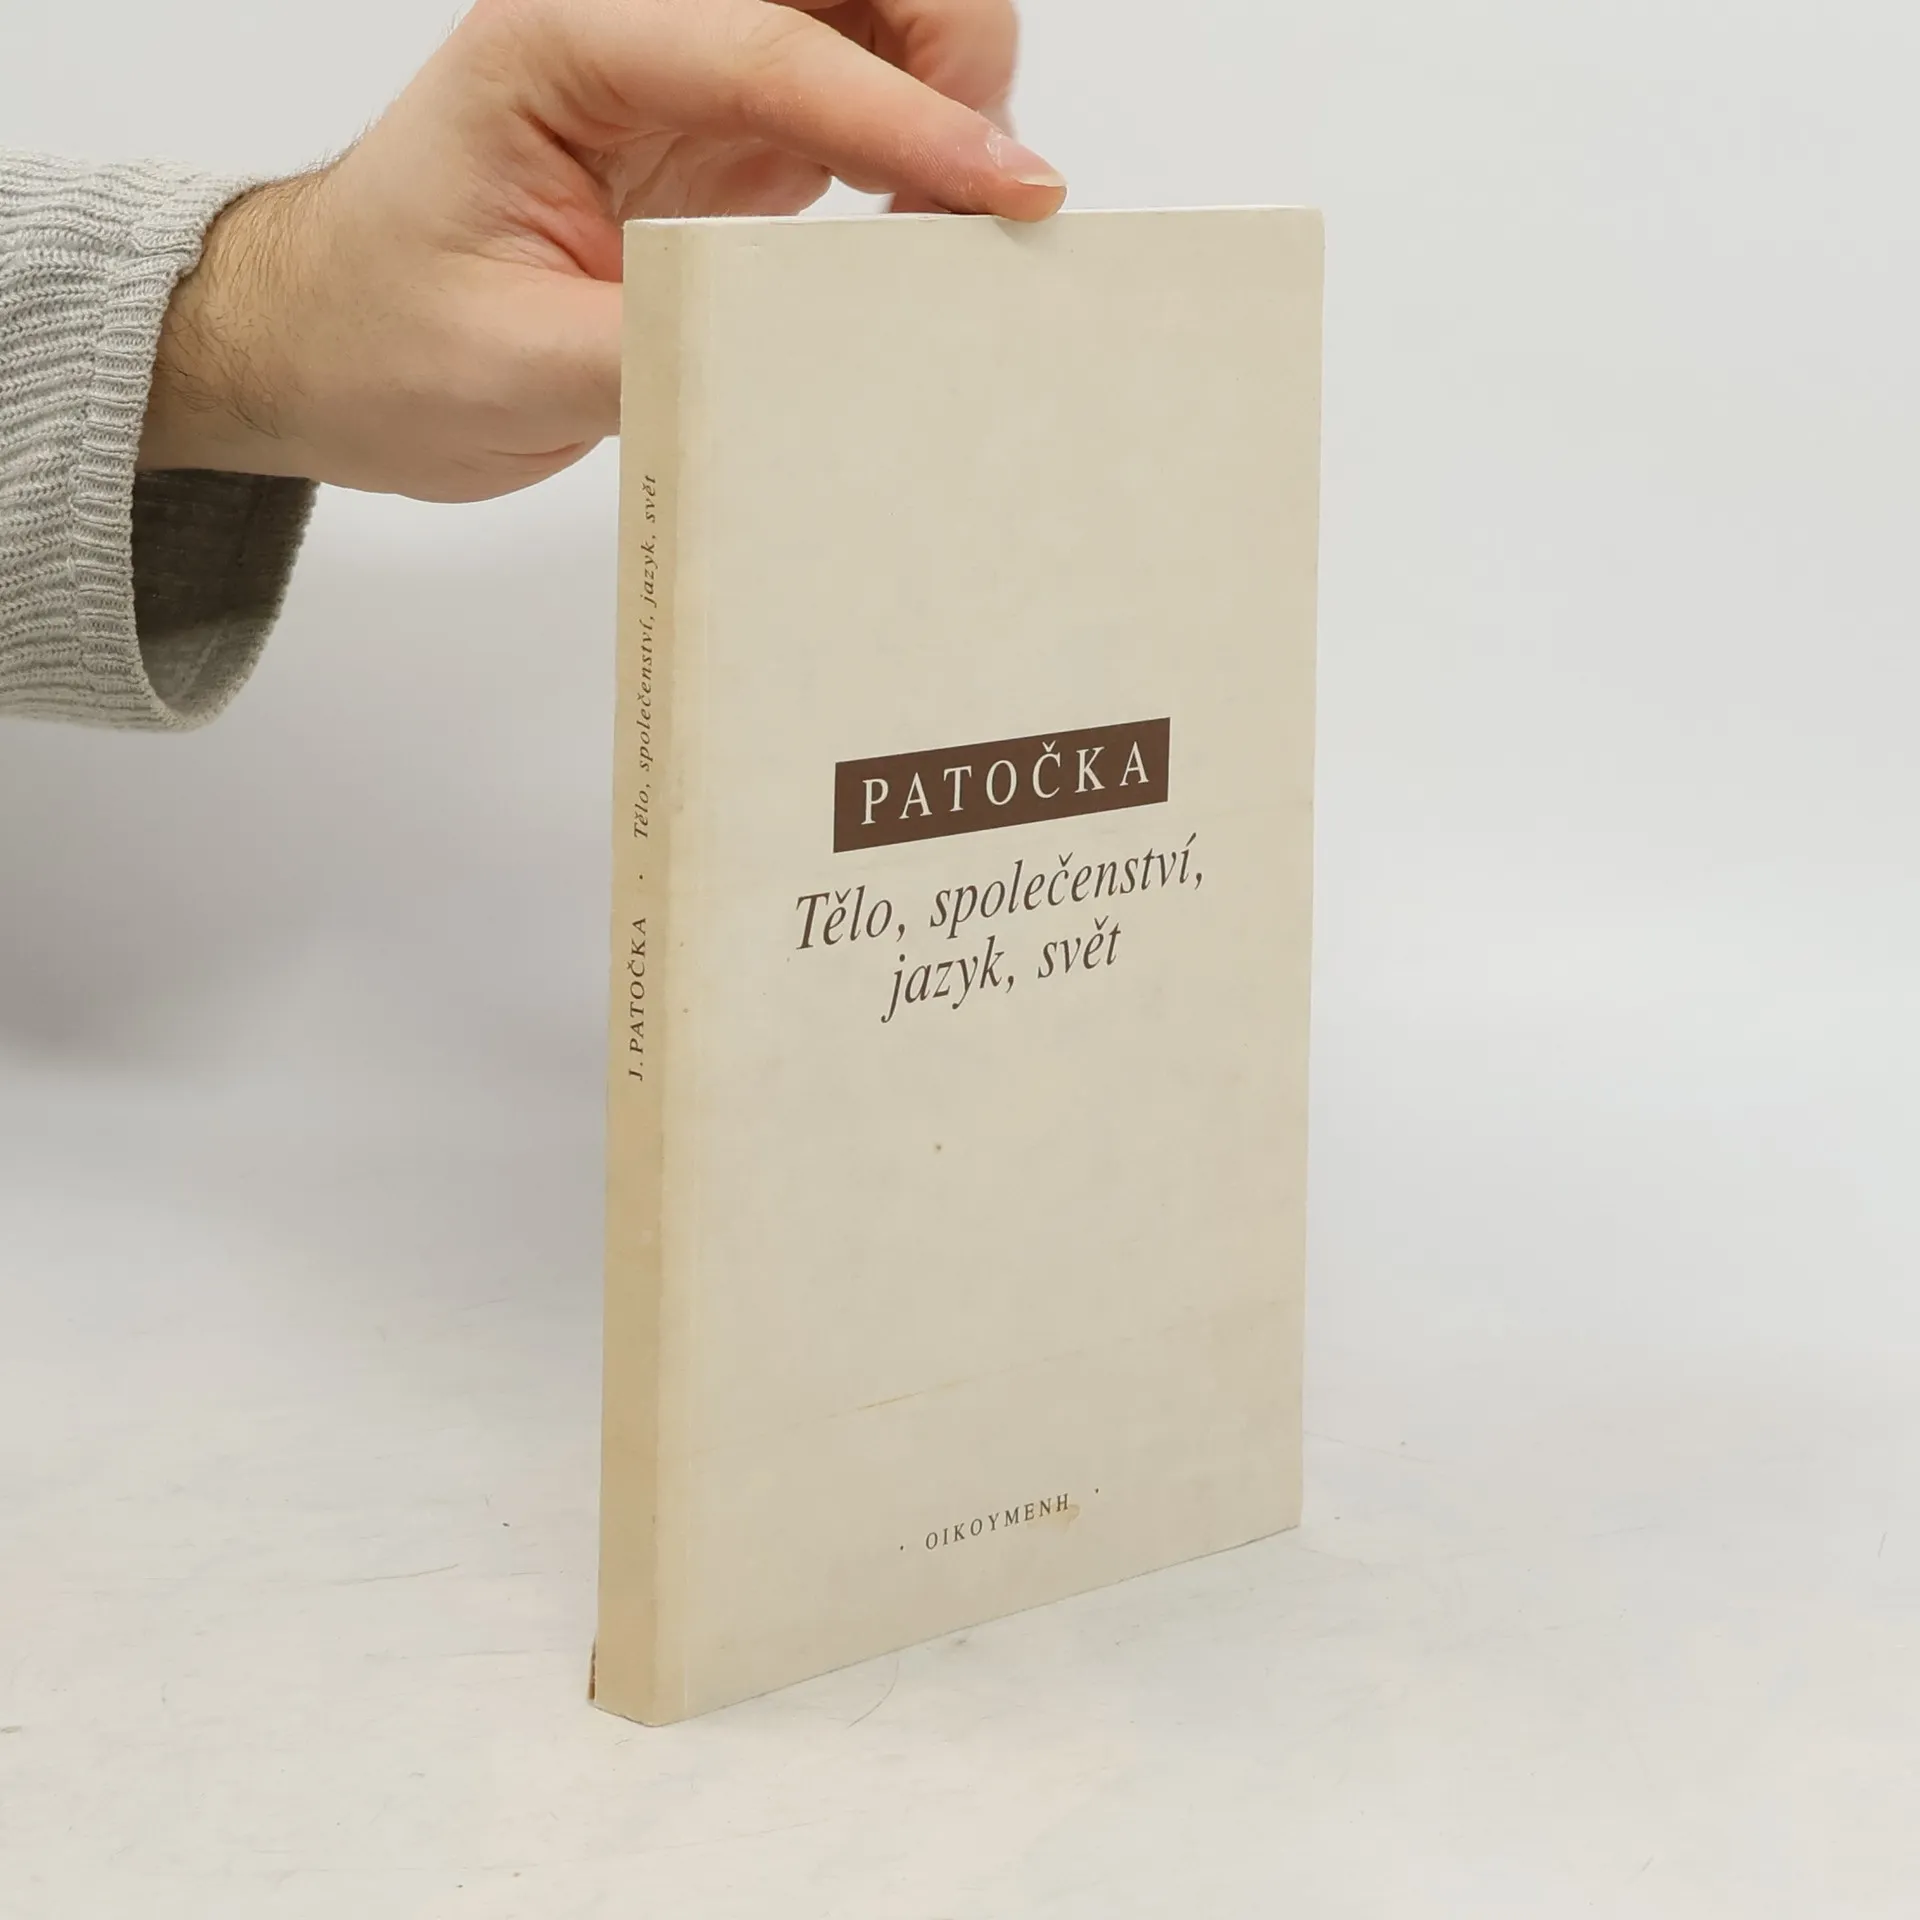 J. PATOČKA · Tělo, společenství, jazyk, svět
PATOČKA
Tělo, společenství,
jazyk, svět
· OIKOYMENH ·